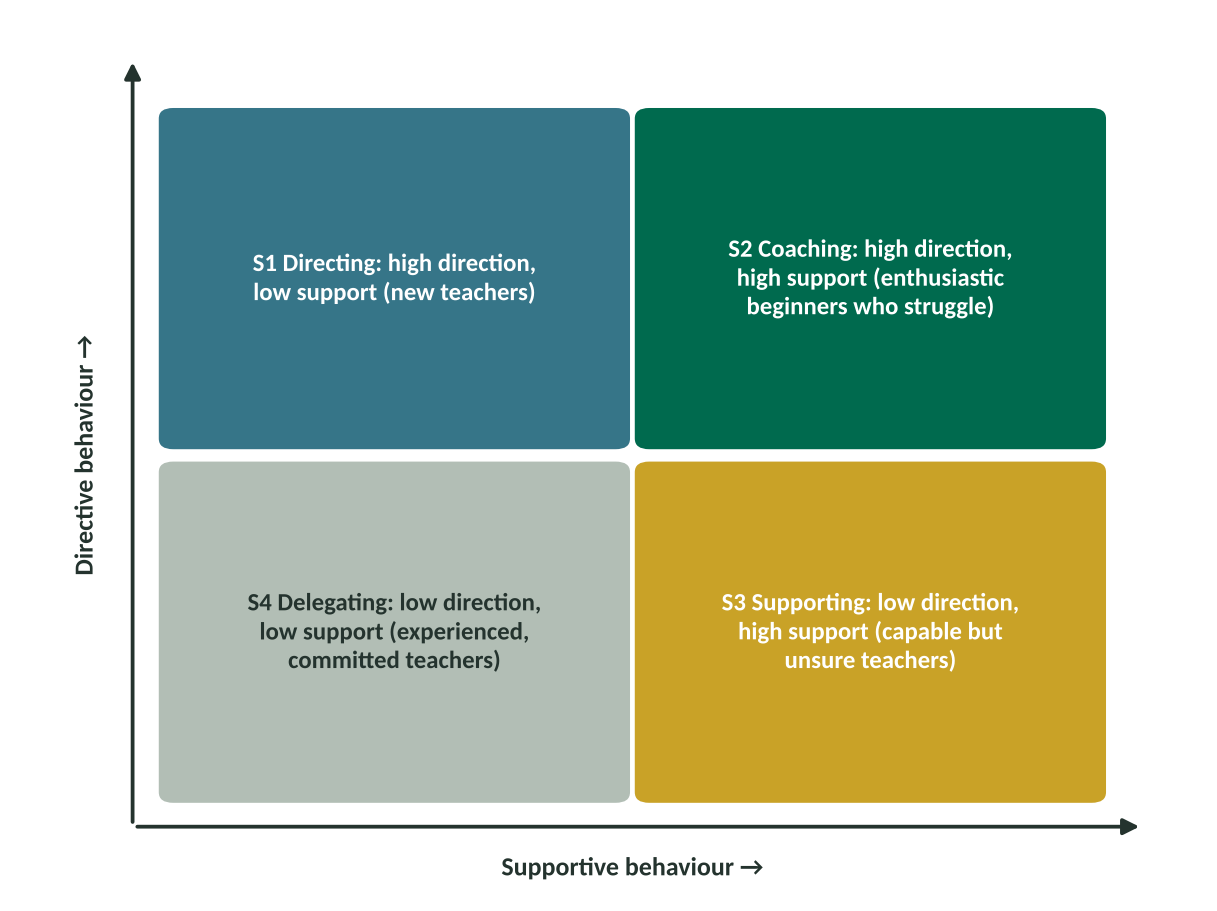 S1 Directing: high direction,
low support (new teachers)
S2 Coaching: high direction,
high support (enthusiastic
beginners who struggle)
Directive behaviour →
S4 Delegating: low direction,
low support (experienced,
committed teachers)
S3 Supporting: low direction,
high support (capable but
unsure teachers)
Supportive behaviour →